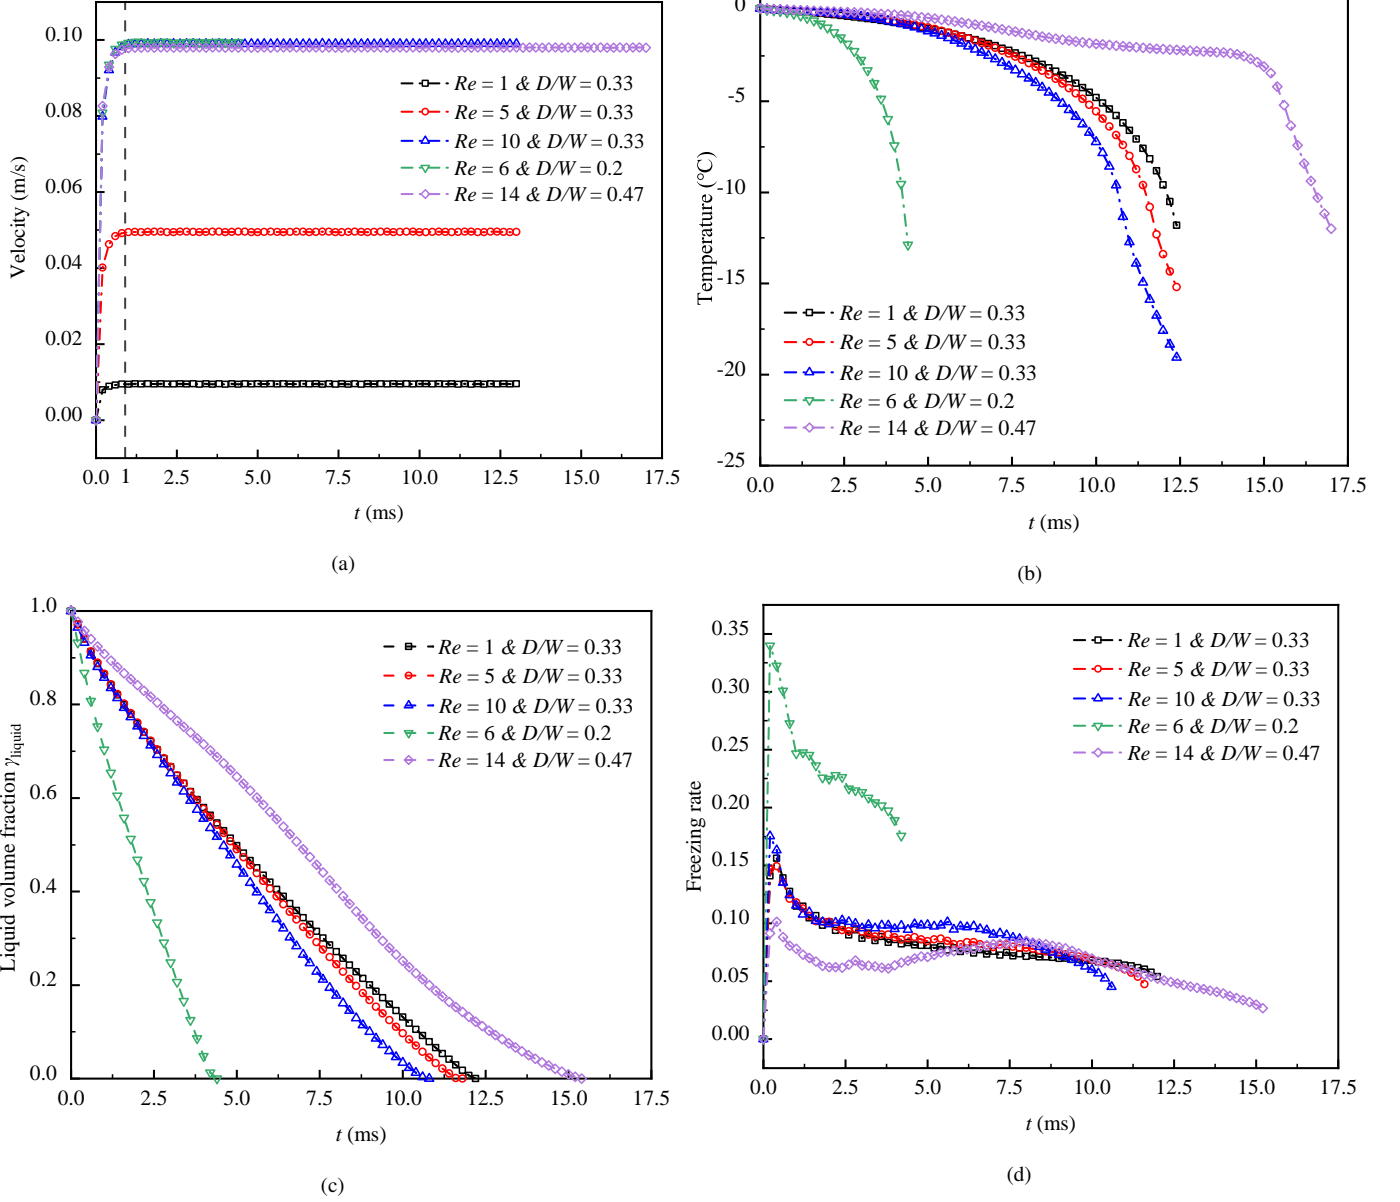 0.10
0.08
0.06
0.04
0.02
0.00
Velocity (m/s)
Re = 1 & D/W = 0.33
Re = 5 & D/W = 0.33
Re = 10 & D/W = 0.33
Re = 6 & D/W = 0.2
Re = 14 & D/W = 0.47
0.0 1 2.5 5.0 7.5 10.0 12.5 15.0 17.5
t (ms)
(a)
0
-5
-10
-15
-20
-25
Temperature (°C)
Re = 1 & D/W = 0.33
Re = 5 & D/W = 0.33
Re = 10 & D/W = 0.33
Re = 6 & D/W = 0.2
Re = 14 & D/W = 0.47
0.0 2.5 5.0 7.5 10.0 12.5 15.0 17.5
t (ms)
(b)
1.0
0.8
0.6
0.4
0.2
0.0
Liquid volume fraction γliquid
Re = 1 & D/W = 0.33
Re = 5 & D/W = 0.33
Re = 10 & D/W = 0.33
Re = 6 & D/W = 0.2
Re = 14 & D/W = 0.47
0.0 2.5 5.0 7.5 10.0 12.5 15.0 17.5
t (ms)
(c)
0.35
0.30
0.25
0.20
0.15
0.10
0.05
0.00
Freezing rate
Re = 1 & D/W = 0.33
Re = 5 & D/W = 0.33
Re = 10 & D/W = 0.33
Re = 6 & D/W = 0.2
Re = 14 & D/W = 0.47
0.0 2.5 5.0 7.5 10.0 12.5 15.0 17.5
t (ms)
(d)